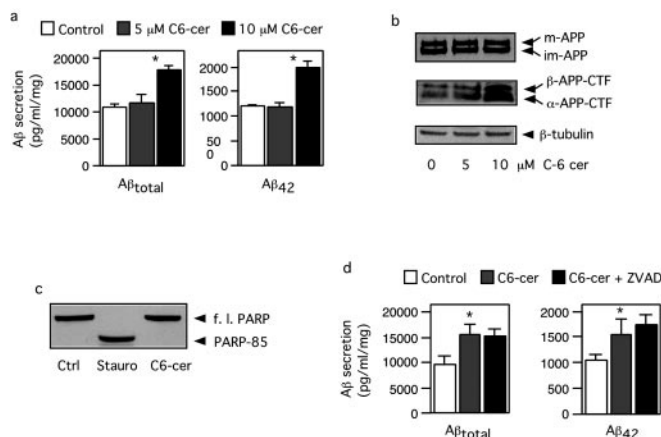 a
Control 5 μM C6-cer 10 μM C6-cer
Aβ secretion
(pg/ml/mg)
20000
15000
10000
5000
0
*
Aβtotal
2000
1500
1000
50
0
0
*
Aβ42
b
m-APP
im-APP
β-APP-CTF
α-APP-CTF
β-tubulin
0 5 10 μM C-6 cer
c
f. l. PARP
PARP-85
Ctrl Stauro C6-cer
d
Control C6-cer C6-cer + ZVAD
Aβ secretion
(pg/ml/mg)
20000
15000
10000
5000
0
*
Aβtotal
2000
1500
1000
500
0
*
Aβ42